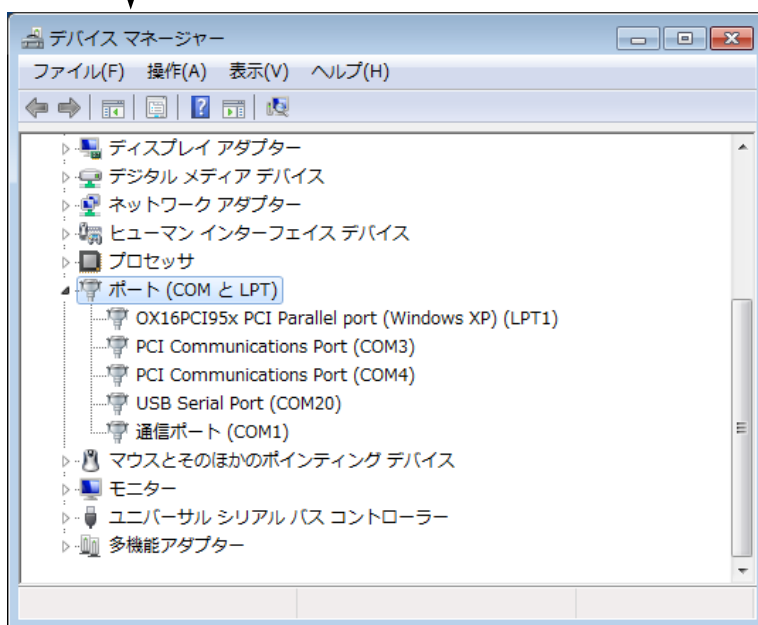 デバイス マネージャー
ファイル(F) 操作(A) 表示(V) ヘルプ(H)
ディスプレイ アダプター
デジタル メディア デバイス
ネットワーク アダプター
ヒューマン インターフェイス デバイス
プロセッサ
ポート (COM と LPT)
OX16PCI95x PCI Parallel port (Windows XP) (LPT1)
PCI Communications Port (COM3)
PCI Communications Port (COM4)
USB Serial Port (COM20)
通信ポート (COM1)
マウスとそのほかのポインティング デバイス
モニター
ユニバーサル シリアル バス コントローラー
多機能アダプター